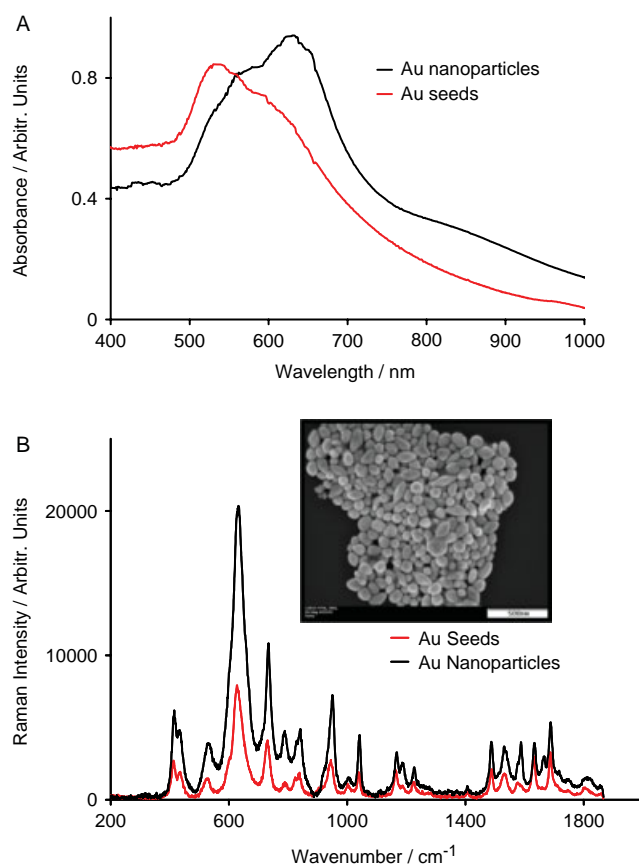 A
Absorbance / Arbitr. Units
0.8
0.4
0
Au nanoparticles
Au seeds
400 500 600 700 800 900 1000
Wavelength / nm
B
Raman Intensity / Arbitr. Units
20000
10000
0
500nm
Au Seeds
Au Nanoparticles
200 600 1000 1400 1800
Wavenumber / cm⁻¹